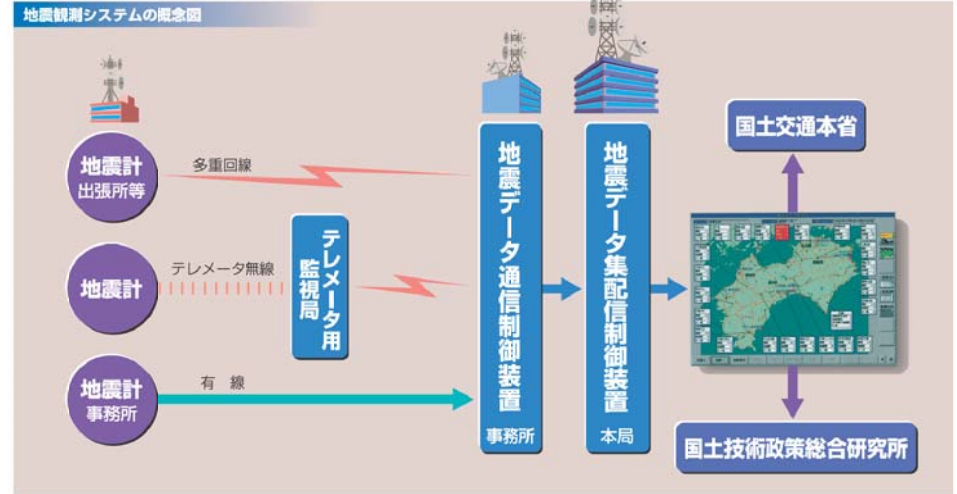 地震観測システムの概念図
地震計
出張所等
多重回線
地震計
テレメータ無線
テレメータ用
監視局
地震計
事務所
有 線
地震データ通信制御装置
事務所
地震データ集配信制御装置
本局
国土交通本省
国土技術政策総合研究所